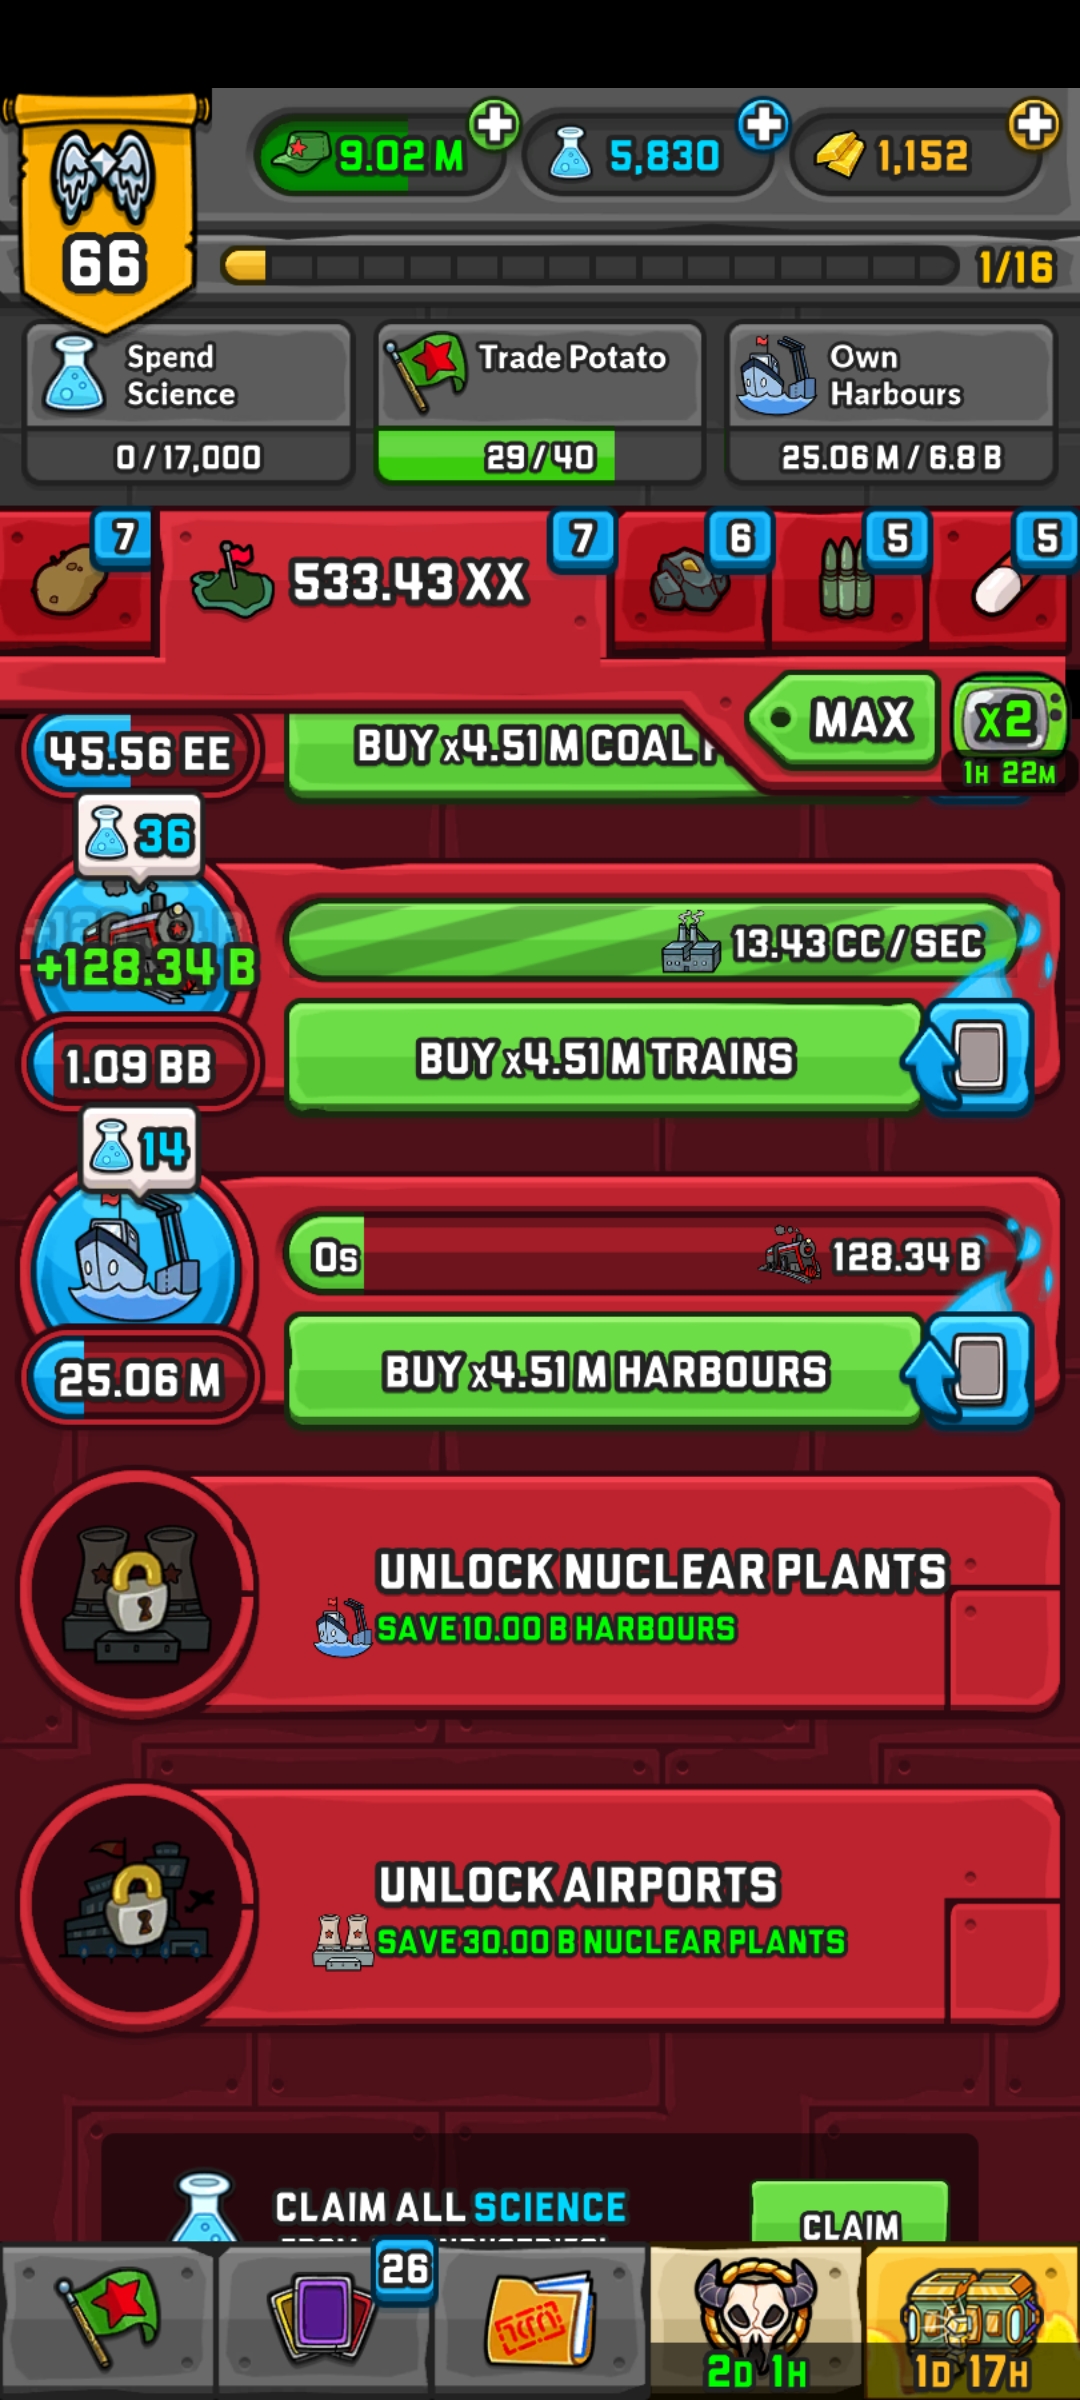 9.02 M
5,830
1,152
66
1/16
Spend
Science
0 / 17,000
Trade Potato
29 / 40
Own
Harbours
25.06 M / 6.8 B
7
533.43 XX
7
6
5
5
MAX
x2
1H 22M
45.56 EE
BUY x4.51 M COAL
36
+128.34 B
13.43 CC / SEC
1.09 BB
BUY x4.51 M TRAINS
14
0s
128.34 B
25.06 M
BUY x4.51 M HARBOURS
UNLOCK NUCLEAR PLANTS
SAVE 10.00 B HARBOURS
UNLOCK AIRPORTS
SAVE 30.00 B NUCLEAR PLANTS
CLAIM ALL SCIENCE
CLAIM
26
2D 1H
1D 17H